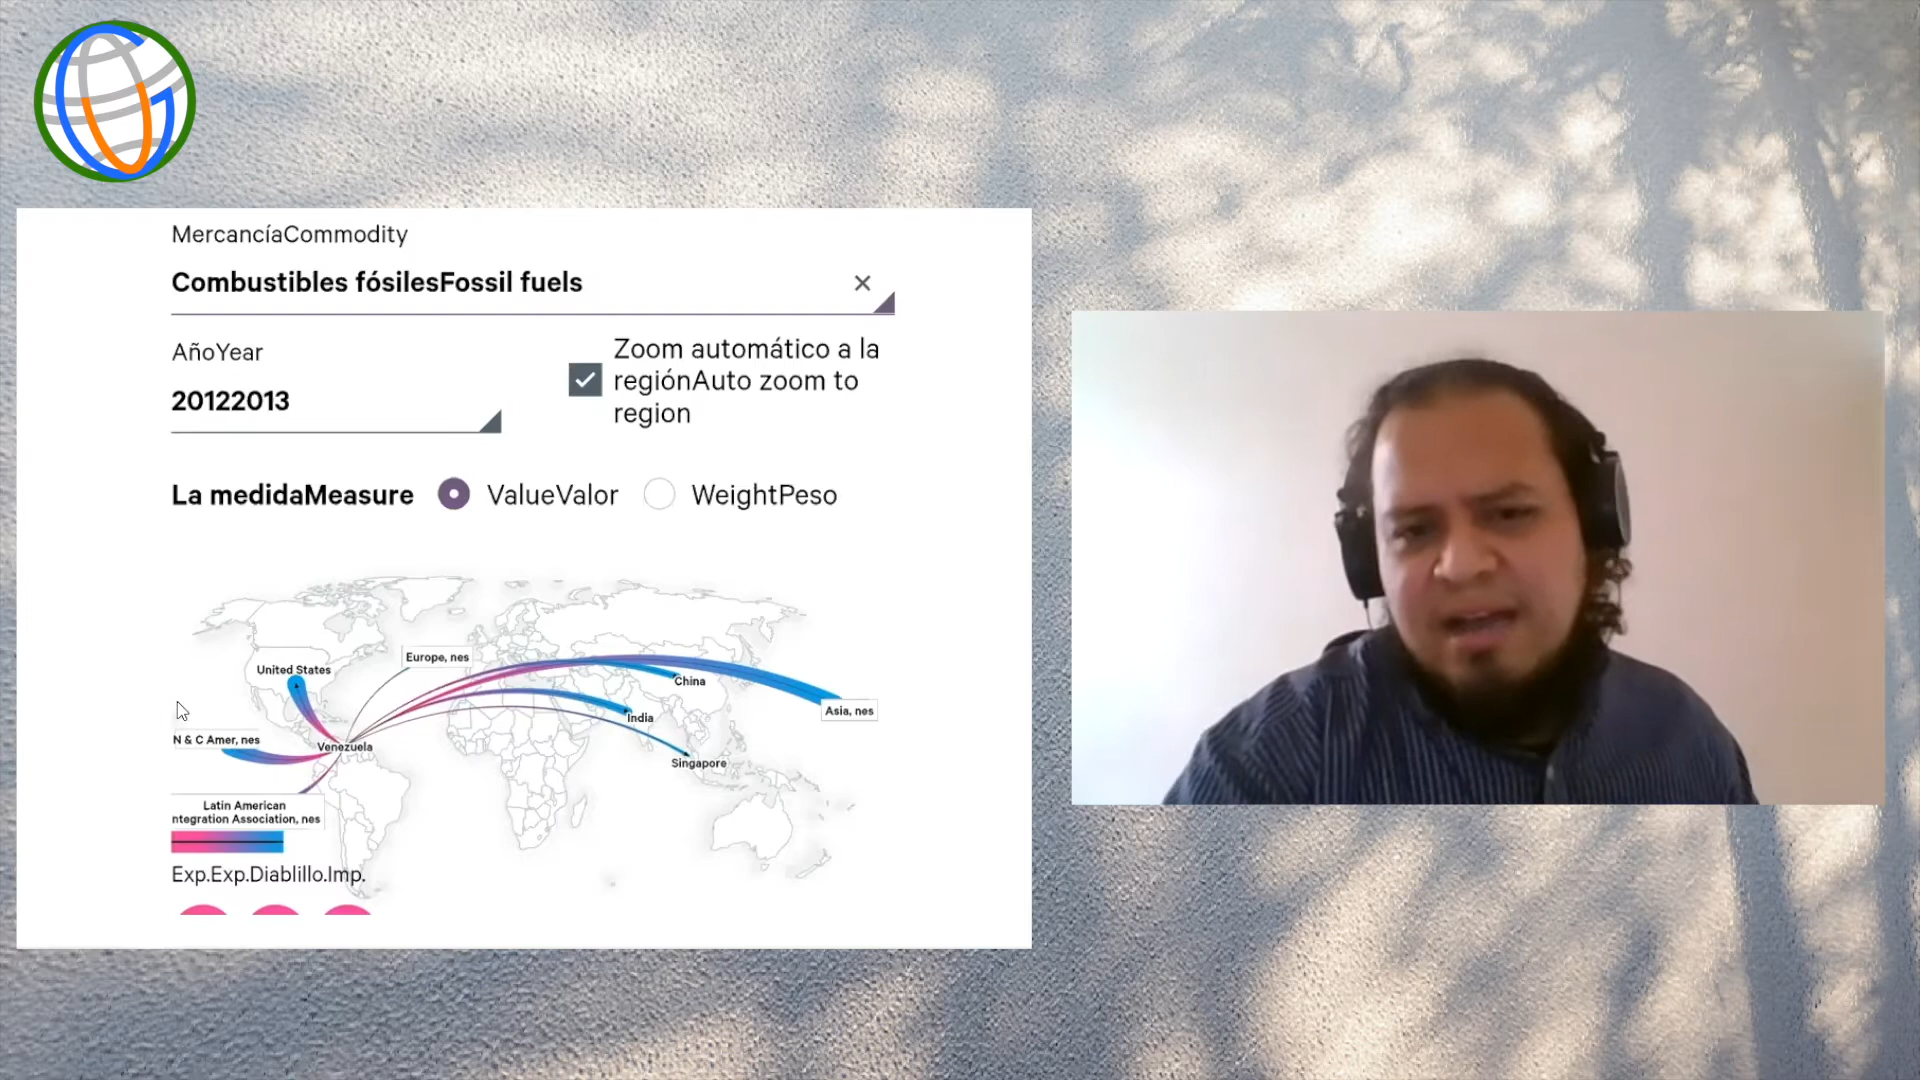 MercancíaCommodity
Combustibles fósilesFossil fuels
AñoYear
20122013
Zoom automático a la
regiónAuto zoom to
region
La medidaMeasure
ValueValor
WeightPeso
United States
Europe, nes
China
Asia, nes
India
N & C Amer, nes
Venezuela
Singapore
Latin American
ntegration Association, nes
Exp.Exp.Diablillo.Imp.